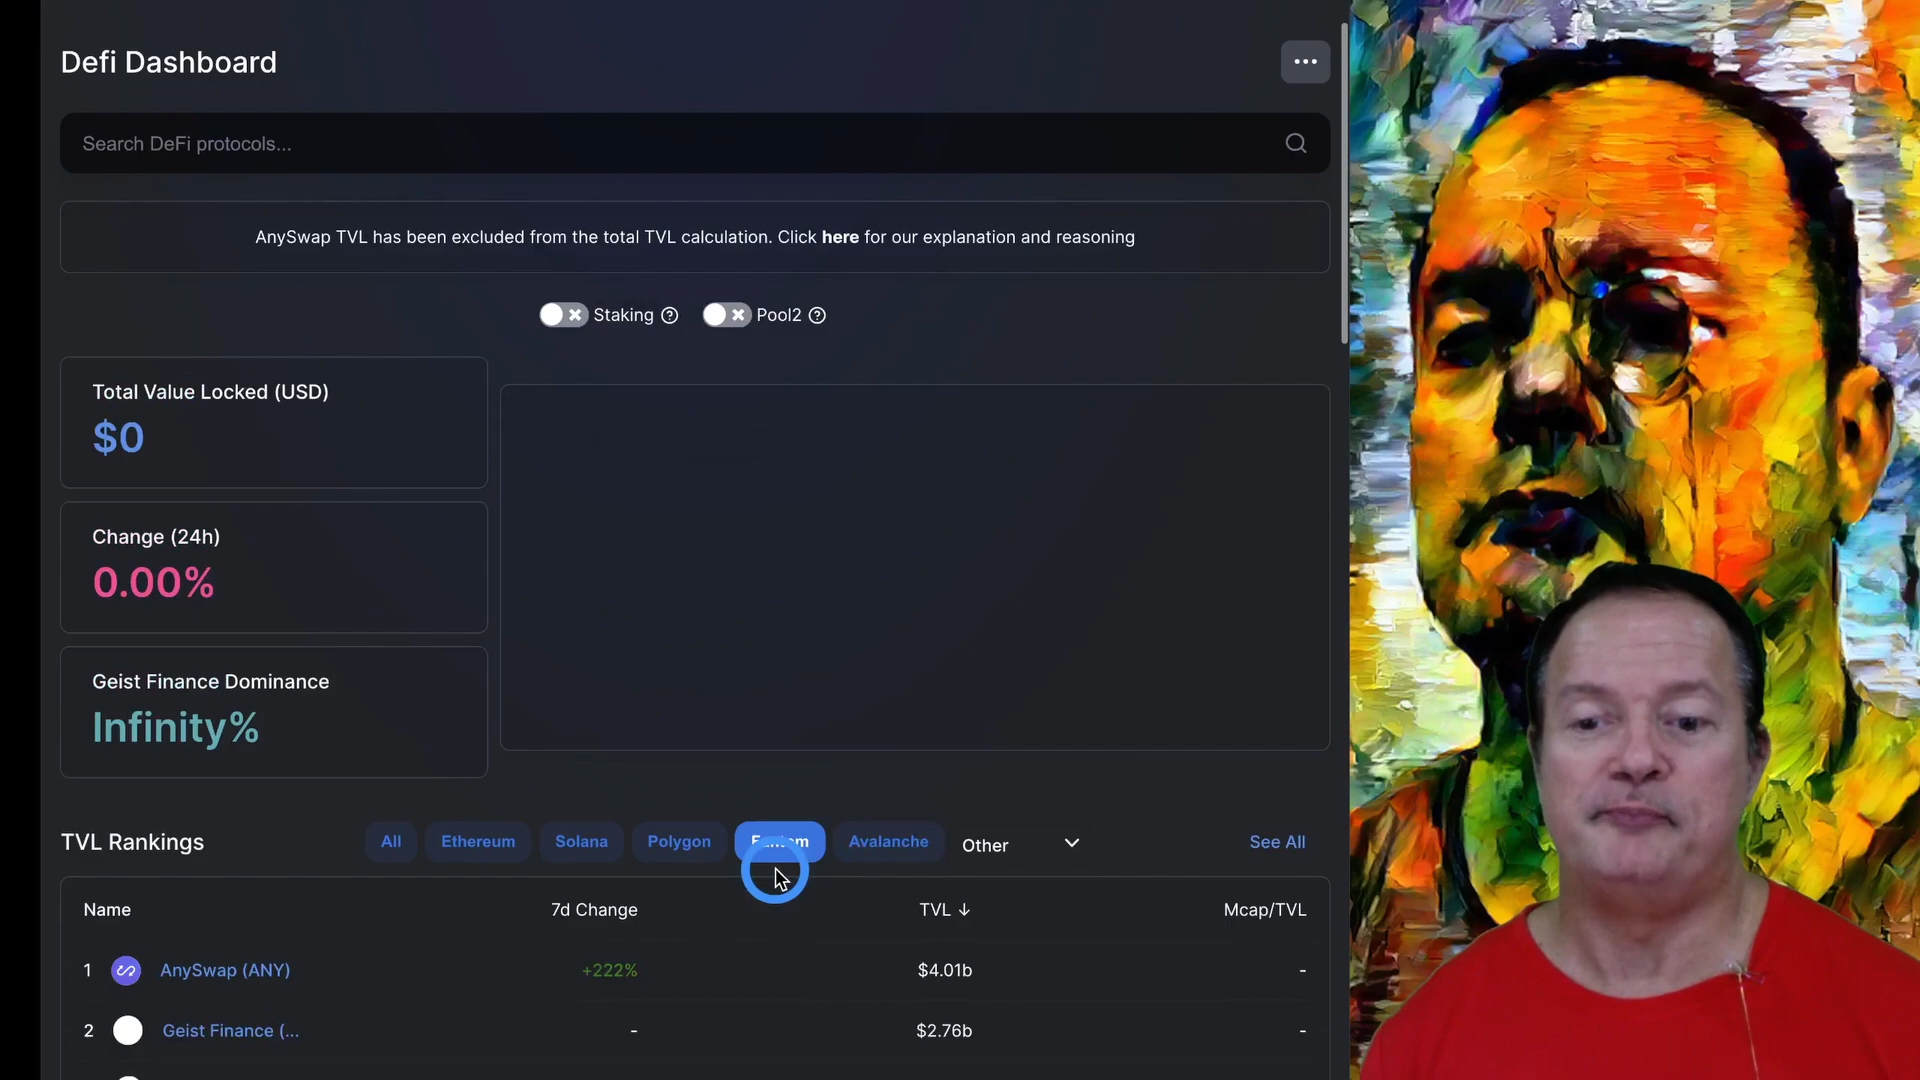 Defi Dashboard
Search DeFi protocols...
AnySwap TVL has been excluded from the total TVL calculation. Click here for our explanation and reasoning
Staking Pool2
Total Value Locked (USD)
$0
Change (24h)
0.00%
Geist Finance Dominance
Infinity%
TVL Rankings All Ethereum Solana Polygon Fantom Avalanche Other See All
Name 7d Change TVL ↓ Mcap/TVL
1 AnySwap (ANY) +222% $4.01b -
2 Geist Finance (... - $2.76b -